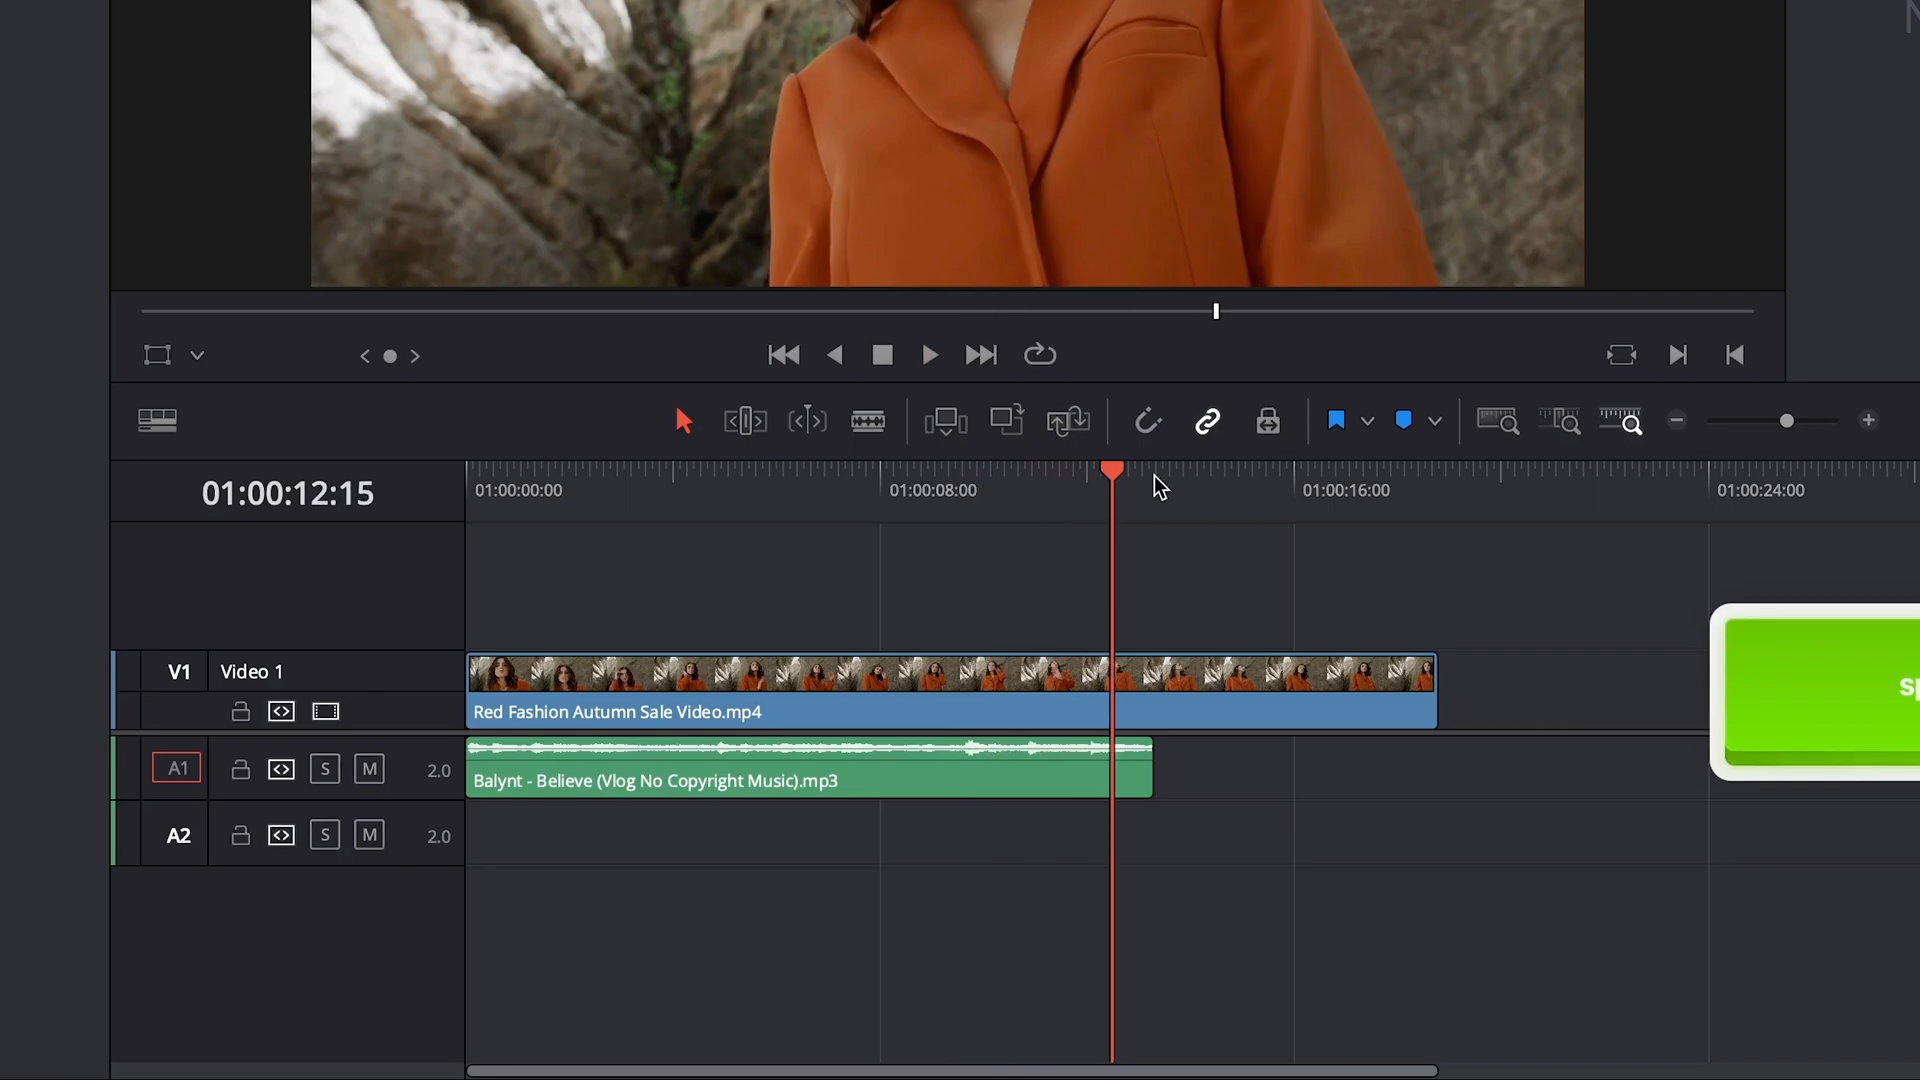 01:00:12:15
01:00:00:00
01:00:08:00
01:00:16:00
01:00:24:00
V1 Video 1
Red Fashion Autumn Sale Video.mp4
A1 S M 2.0
Balynt - Believe (Vlog No Copyright Music).mp3
A2 S M 2.0